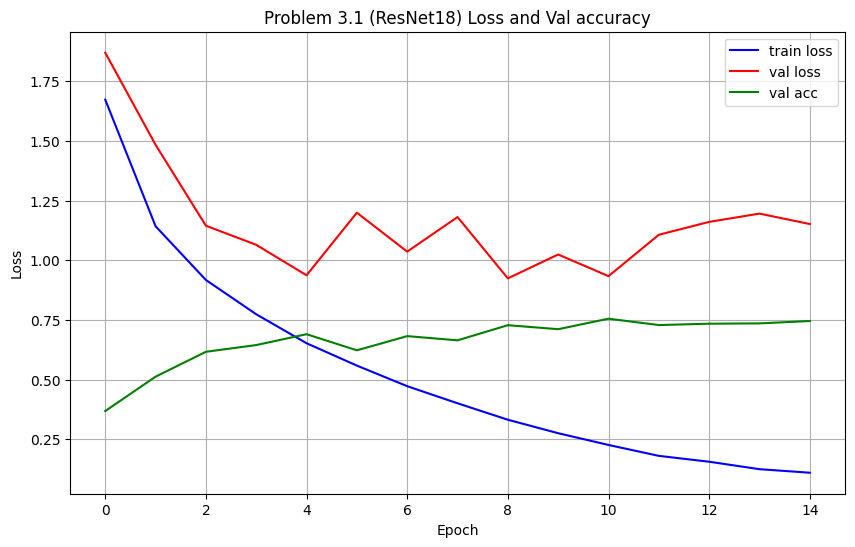 Problem 3.1 (ResNet18) Loss and Val accuracy
train loss
val loss
val acc
Loss
1.75
1.50
1.25
1.00
0.75
0.50
0.25
0 2 4 6 8 10 12 14
Epoch